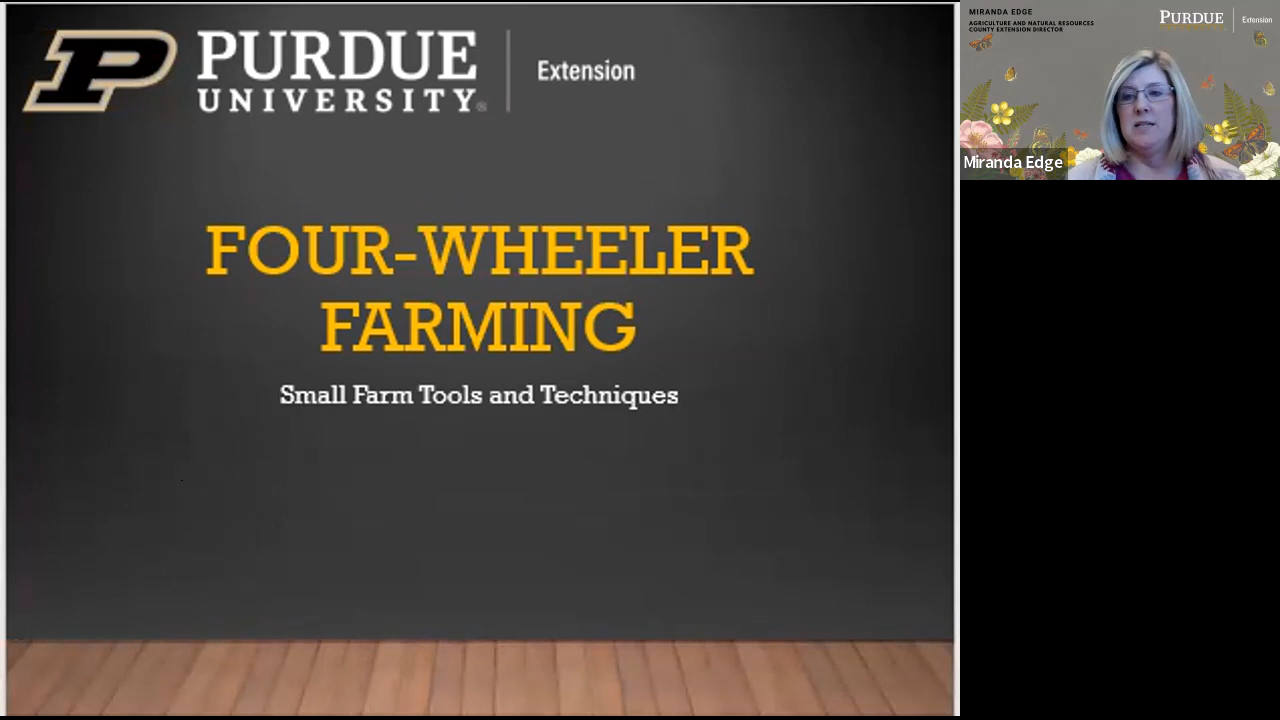 PURDUE
UNIVERSITY®
Extension
FOUR-WHEELER
FARMING
Small Farm Tools and Techniques
MIRANDA EDGE
AGRICULTURE AND NATURAL RESOURCES
COUNTY EXTENSION DIRECTOR
PURDUE
Extension
Miranda Edge